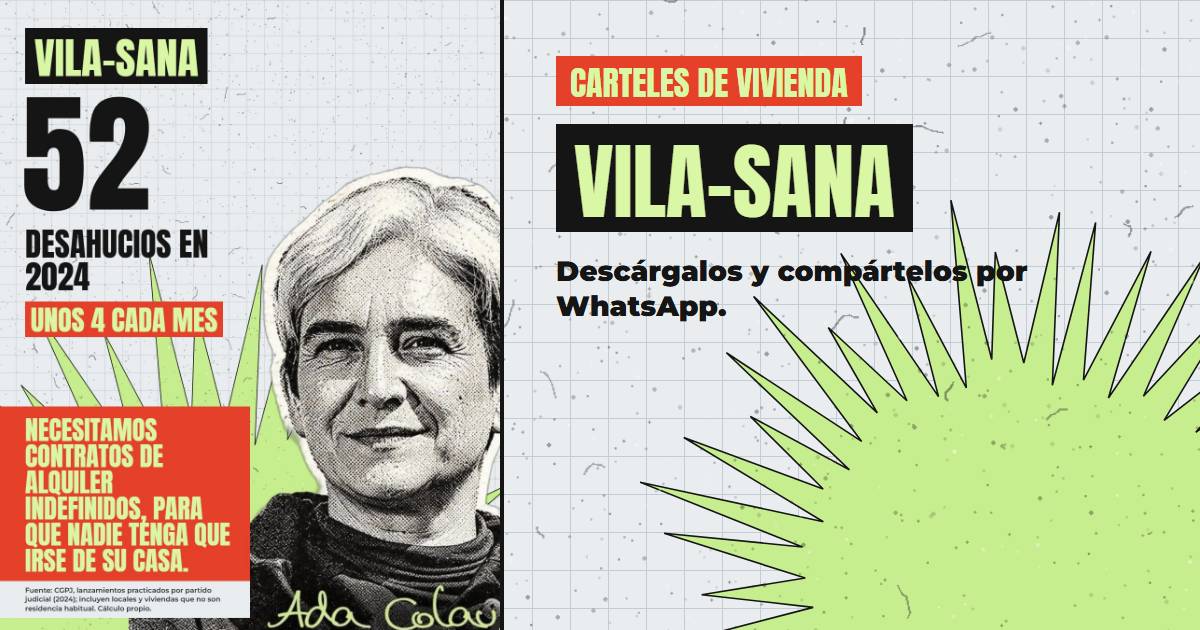 VILA-SANA
52
DESAHUCIOS EN
2024
UNOS 4 CADA MES
NECESITAMOS
CONTRATOS DE
ALQUILER
INDEFINIDOS, PARA
QUE NADIE TENGA QUE
IRSE DE SU CASA.
Fuente: CGPJ, lanzamientos practicados por partido
judicial (2024); incluyen locales y viviendas que no son
residencia habitual. Cálculo propio.
Ada Colau
CARTELES DE VIVIENDA
VILA-SANA
Descárgalos y compártelos por
WhatsApp.